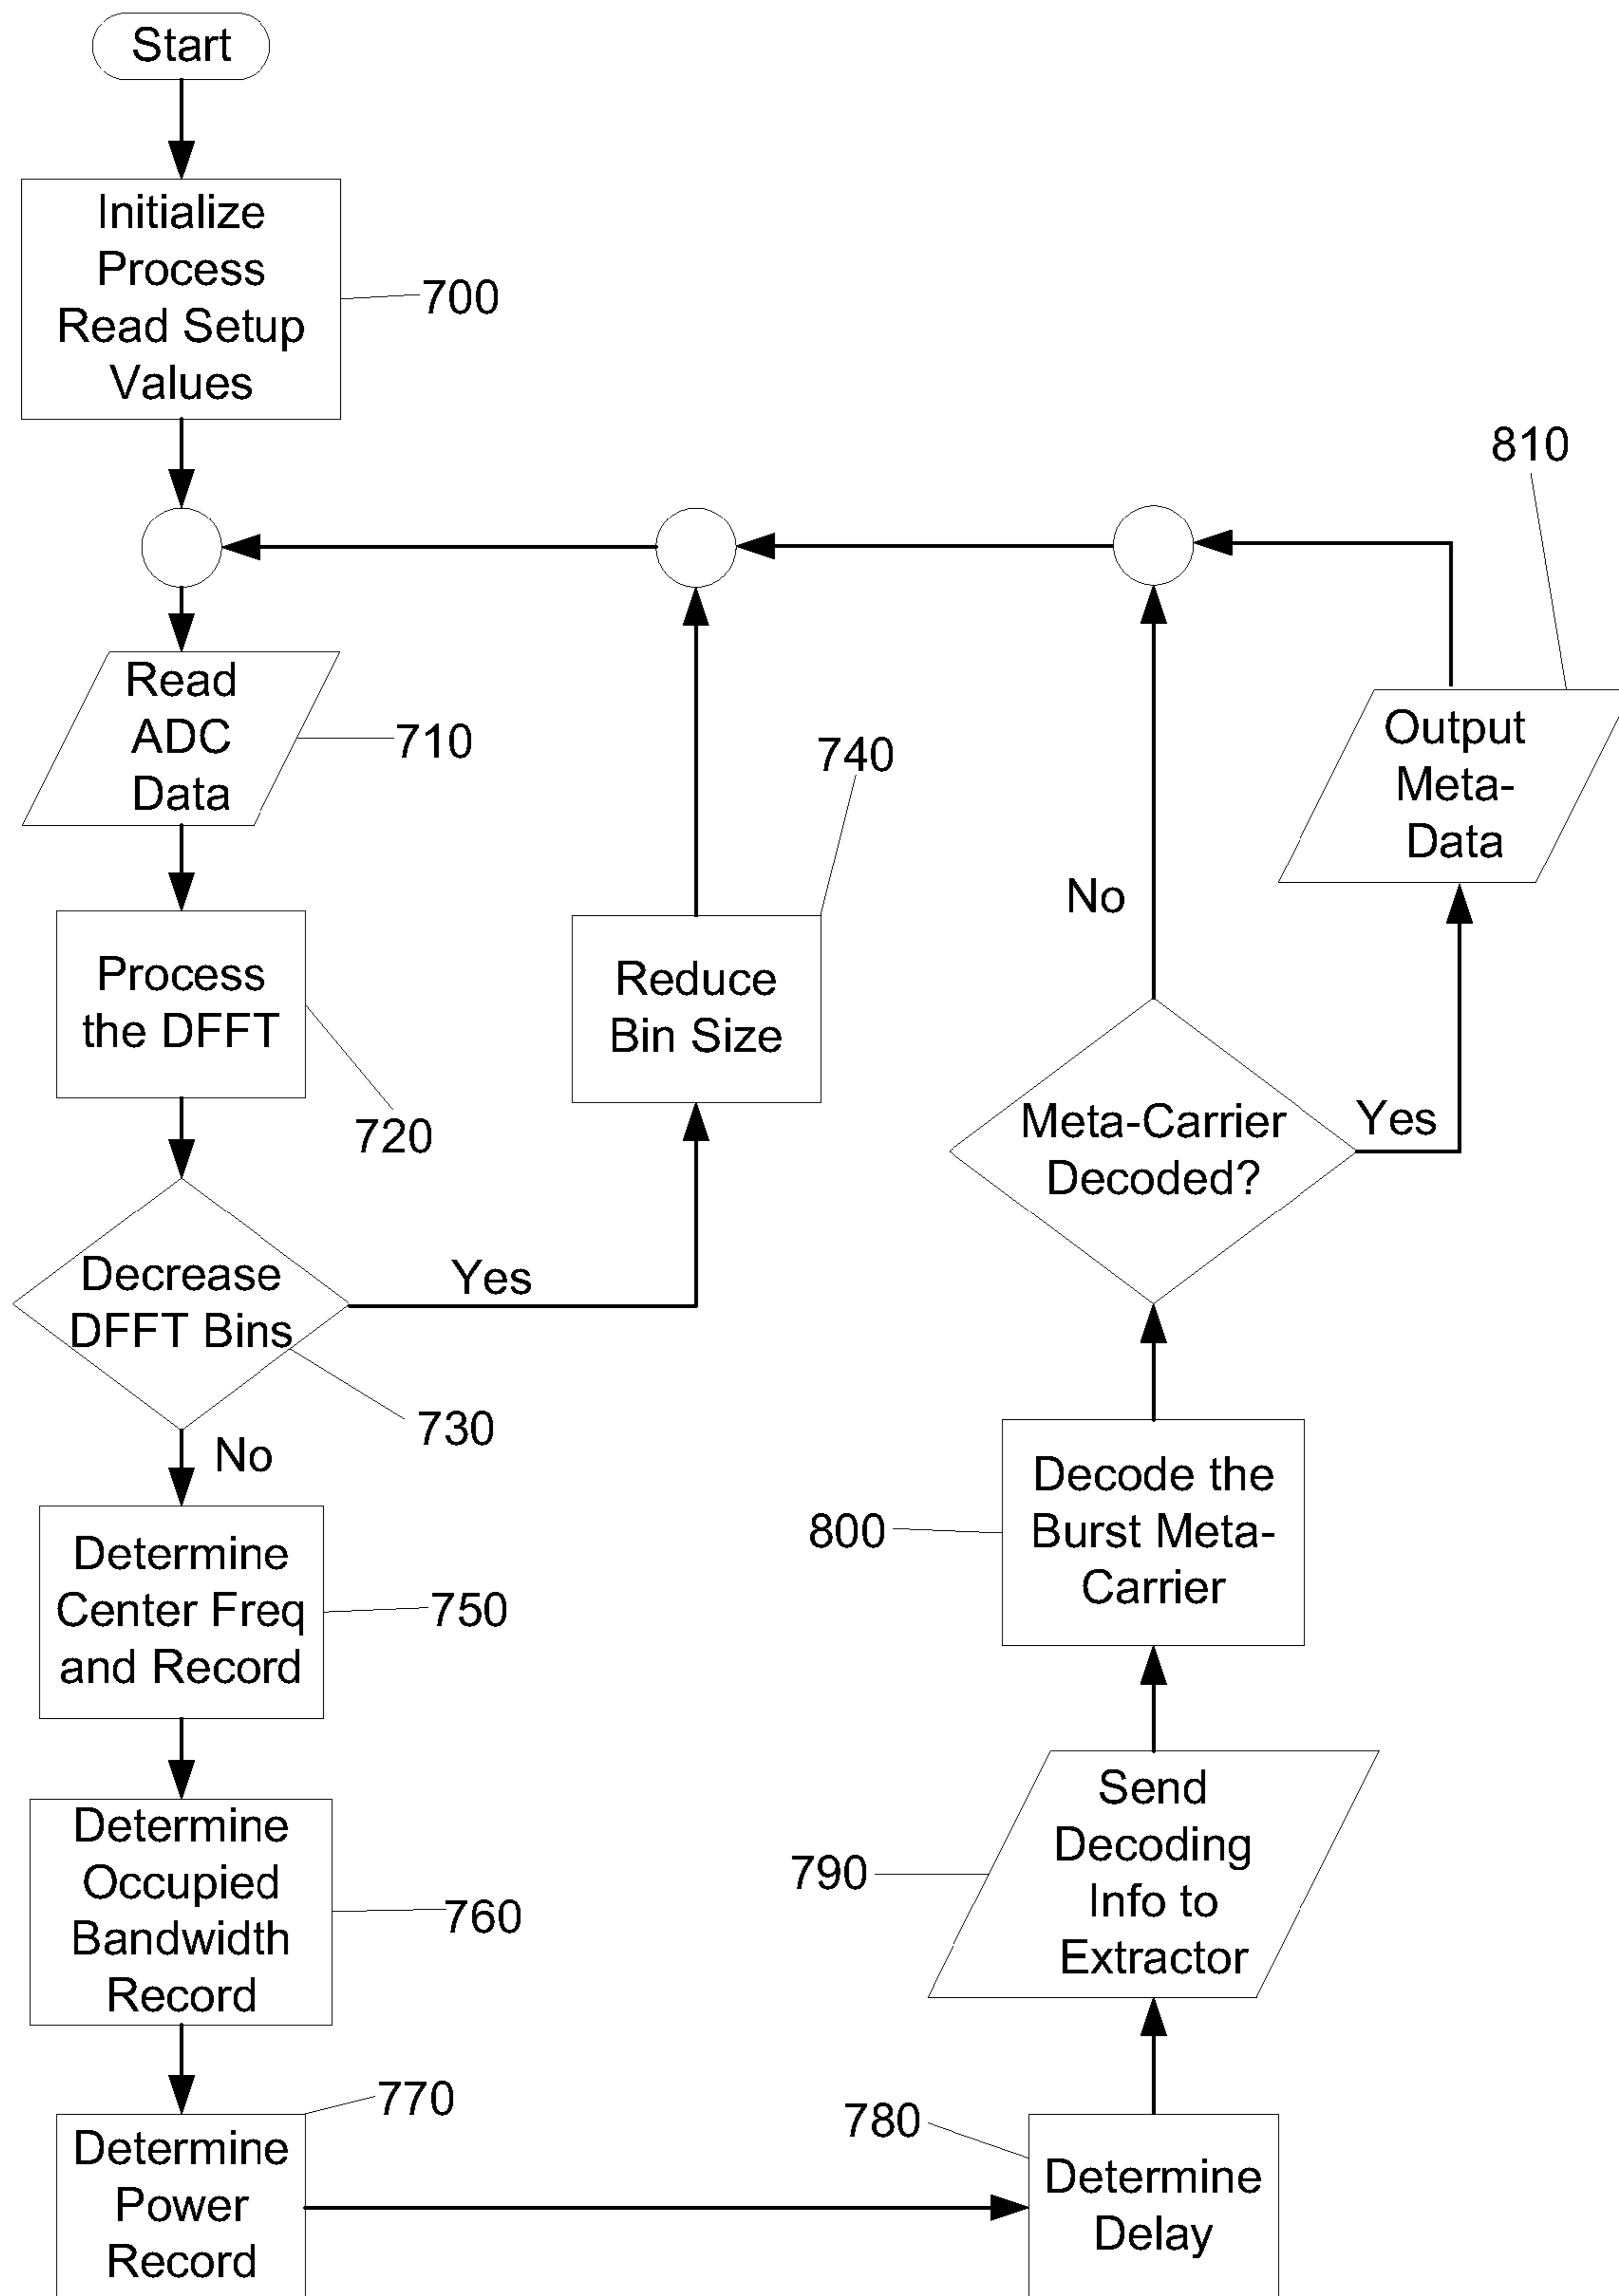 Start
Initialize
Process
Read Setup
Values
700
Read
ADC
Data
710
Process
the DFFT
720
Decrease
DFFT Bins
730
Yes
No
Reduce
Bin Size
740
Determine
Center Freq
and Record
750
Determine
Occupied
Bandwidth
Record
760
Determine
Power
Record
770
Determine
Delay
780
Send
Decoding
Info to
Extractor
790
Decode the
Burst Meta-
Carrier
800
Meta-Carrier
Decoded?
No
Yes
Output
Meta-
Data
810